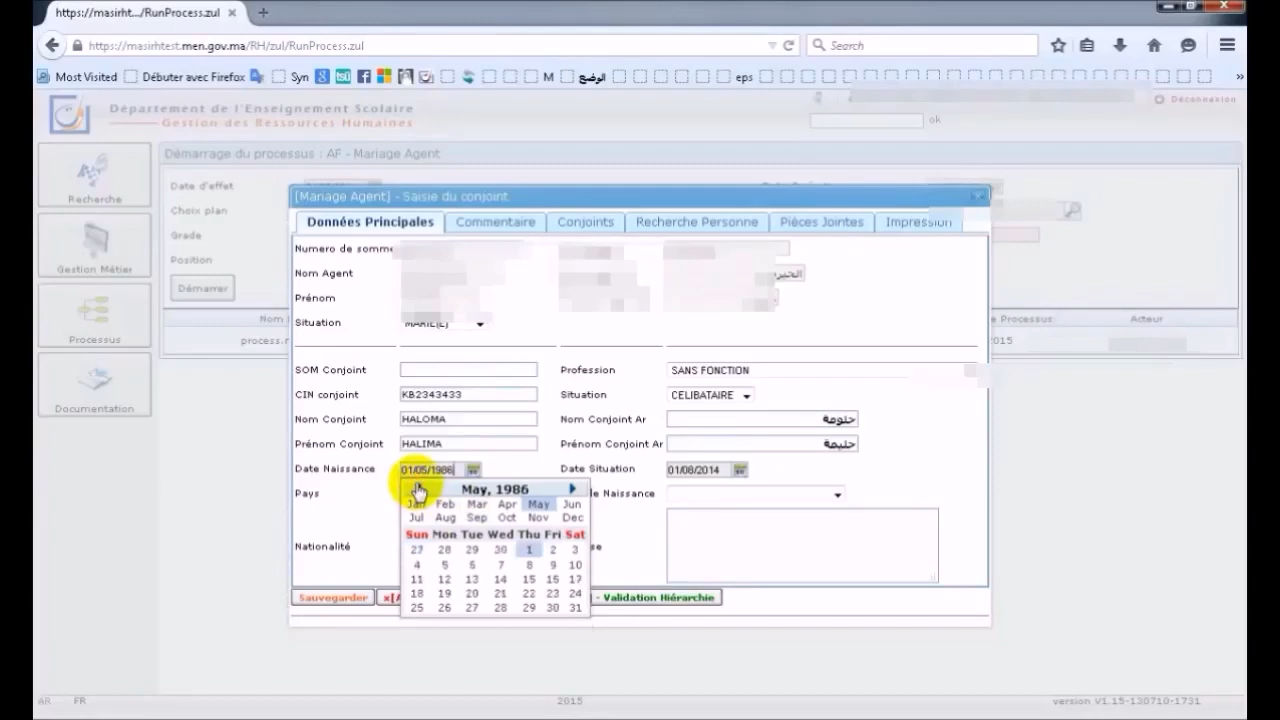 https://masirht.../RunProcess.zul
https://masirhtest.men.gov.ma/RH/zul/RunProcess.zul
Search
Most Visited
Débuter avec Firefox
Syn
M
الوضع
eps
Département de l'Enseignement Scolaire
Gestion des Ressources Humaines
Déconnexion
ok
Recherche
Gestion Métier
Processus
Documentation
Démarrage du processus : AF - Mariage Agent
Date d'effet
Choix plan
Grade
Position
Démarrer
Processus
Acteur
process.
2015
[Mariage Agent] - Saisie du conjoint
Données Principales
Commentaire
Conjoints
Recherche Personne
Pièces Jointes
Impression
Numero de somme
Nom Agent
Prénom
Situation
MARIE(E)
SOM Conjoint
Profession
SANS FONCTION
CIN conjoint
KB2343433
Situation
CELIBATAIRE
Nom Conjoint
HALOMA
Nom Conjoint Ar
حلومة
Prénom Conjoint
HALIMA
Prénom Conjoint Ar
حليمة
Date Naissance
01/05/1986
Date Situation
01/08/2014
Pays
Naissance
Nationalité
May, 1986
Jan Feb Mar Apr May Jun
Jul Aug Sep Oct Nov Dec
Sun Mon Tue Wed Thu Fri Sat
27 28 29 30 1 2 3
4 5 6 7 8 9 10
11 12 13 14 15 16 17
18 19 20 21 22 23 24
25 26 27 28 29 30 31
Sauvegarder
- Validation Hiérarchie
AR
FR
2015
version V1.15-130710-1731